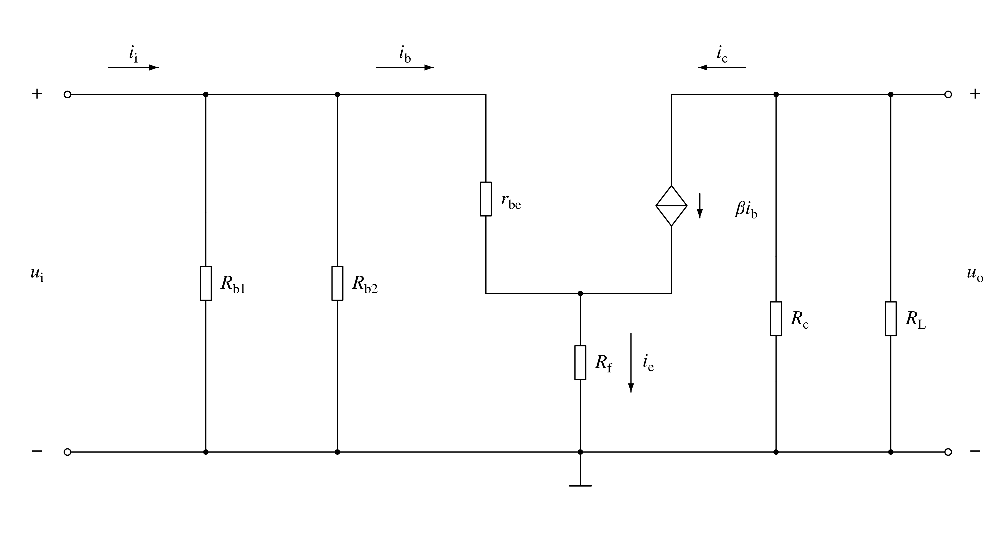 i_i
i_b
i_c
+
+
r_be
βi_b
u_i
R_b1
R_b2
u_o
R_c
R_L
R_f
i_e
−
−